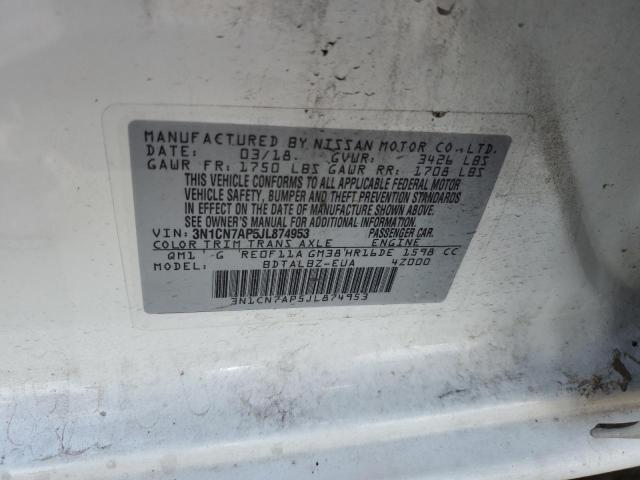 MANUFACTURED BY NISSAN MOTOR CO.,LTD.
DATE: 03/18. GVWR: 3426 LBS
GAWR FR: 1750 LBS GAWR RR: 1708 LBS
THIS VEHICLE CONFORMS TO ALL APPLICABLE FEDERAL MOTOR
VEHICLE SAFETY, BUMPER AND THEFT PREVENTION STANDARDS
IN EFFECT ON THE DATE OF MANUFACTURE SHOWN ABOVE.
SEE OWNER'S MANUAL FOR ADDITIONAL INFORMATION
VIN: 3N1CN7AP5JL874953 PASSENGER CAR.
COLOR TRIM TRANS AXLE ENGINE
QM1 G RE0F11A GM38 HR16DE 1598 CC
BDTALBZ-EUA 42000
3N1CN7AP5JL874953